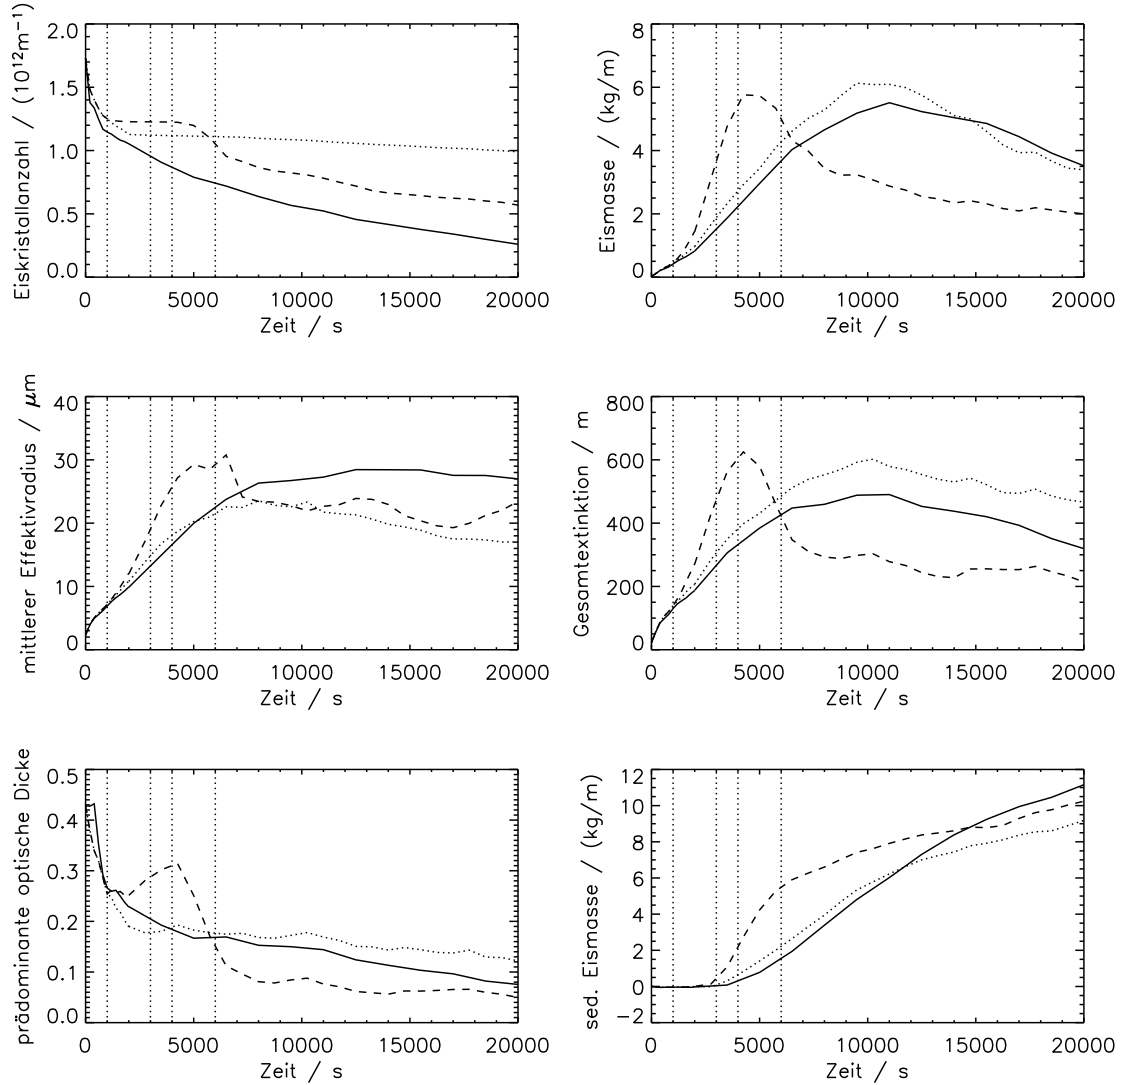 Eiskristallanzahl / (10¹²m⁻¹)
2.0
1.5
1.0
0.5
0.0
0 5000 10000 15000 20000
Zeit / s
Eismasse / (kg/m)
8
6
4
2
0
0 5000 10000 15000 20000
Zeit / s
mittlerer Effektivradius / μm
40
30
20
10
0
0 5000 10000 15000 20000
Zeit / s
Gesamtextinktion / m
800
600
400
200
0
0 5000 10000 15000 20000
Zeit / s
prädominante optische Dicke
0.5
0.4
0.3
0.2
0.1
0.0
0 5000 10000 15000 20000
Zeit / s
sed. Eismasse / (kg/m)
12
10
8
6
4
2
0
−2
0 5000 10000 15000 20000
Zeit / s